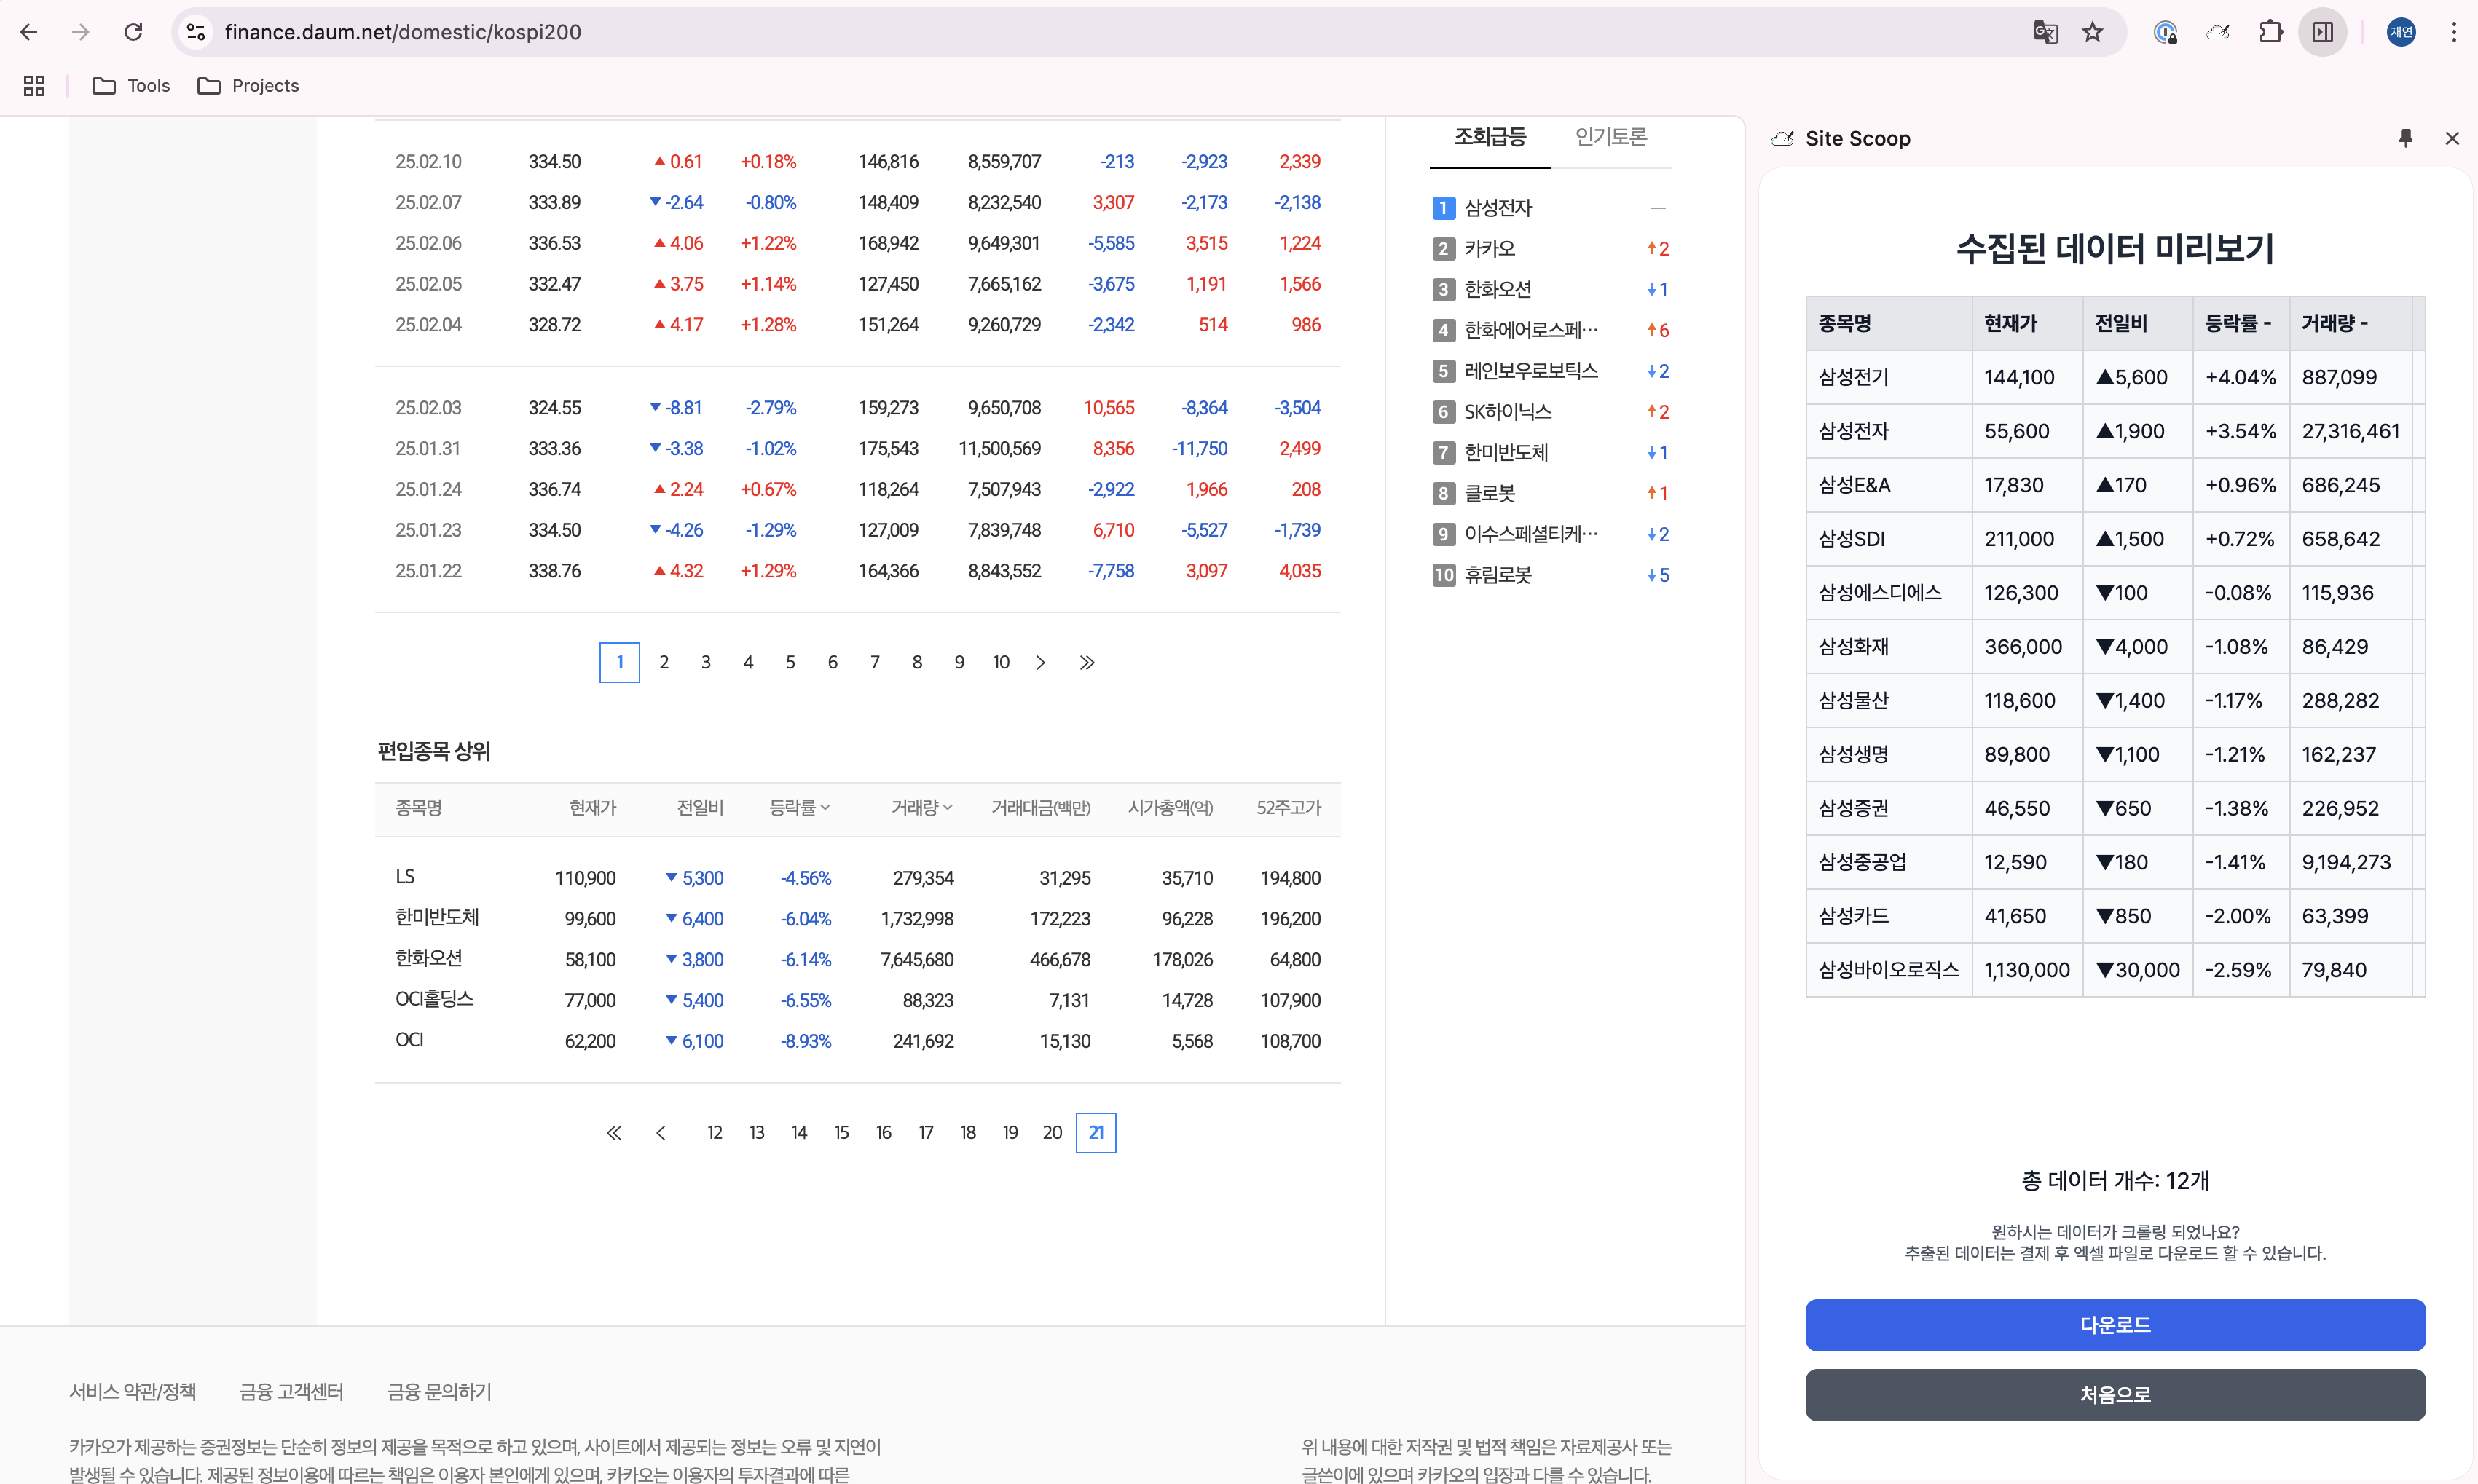 finance.daum.net/domestic/kospi200
재연
Tools
Projects
25.02.10 334.50 ▲ 0.61 +0.18% 146,816 8,559,707 -213 -2,923 2,339
25.02.07 333.89 ▼ -2.64 -0.80% 148,409 8,232,540 3,307 -2,173 -2,138
25.02.06 336.53 ▲ 4.06 +1.22% 168,942 9,649,301 -5,585 3,515 1,224
25.02.05 332.47 ▲ 3.75 +1.14% 127,450 7,665,162 -3,675 1,191 1,566
25.02.04 328.72 ▲ 4.17 +1.28% 151,264 9,260,729 -2,342 514 986
25.02.03 324.55 ▼ -8.81 -2.79% 159,273 9,650,708 10,565 -8,364 -3,504
25.01.31 333.36 ▼ -3.38 -1.02% 175,543 11,500,569 8,356 -11,750 2,499
25.01.24 336.74 ▲ 2.24 +0.67% 118,264 7,507,943 -2,922 1,966 208
25.01.23 334.50 ▼ -4.26 -1.29% 127,009 7,839,748 6,710 -5,527 -1,739
25.01.22 338.76 ▲ 4.32 +1.29% 164,366 8,843,552 -7,758 3,097 4,035
1 2 3 4 5 6 7 8 9 10
편입종목 상위
종목명 현재가 전일비 등락률 거래량 거래대금(백만) 시가총액(억) 52주고가
LS 110,900 ▼ 5,300 -4.56% 279,354 31,295 35,710 194,800
한미반도체 99,600 ▼ 6,400 -6.04% 1,732,998 172,223 96,228 196,200
한화오션 58,100 ▼ 3,800 -6.14% 7,645,680 466,678 178,026 64,800
OCI홀딩스 77,000 ▼ 5,400 -6.55% 88,323 7,131 14,728 107,900
OCI 62,200 ▼ 6,100 -8.93% 241,692 15,130 5,568 108,700
12 13 14 15 16 17 18 19 20 21
조회급등 인기토론
1 삼성전자 —
2 카카오 ↑2
3 한화오션 ↓1
4 한화에어로스페… ↑6
5 레인보우로보틱스 ↓2
6 SK하이닉스 ↑2
7 한미반도체 ↓1
8 클로봇 ↑1
9 이수스페셜티케… ↓2
10 휴림로봇 ↓5
서비스 약관/정책 금융 고객센터 금융 문의하기
카카오가 제공하는 증권정보는 단순히 정보의 제공을 목적으로 하고 있으며, 사이트에서 제공되는 정보는 오류 및 지연이
발생될 수 있습니다. 제공된 정보이용에 따르는 책임은 이용자 본인에게 있으며, 카카오는 이용자의 투자결과에 따른
위 내용에 대한 저작권 및 법적 책임은 자료제공사 또는
글쓴이에 있으며 카카오의 입장과 다를 수 있습니다.
Site Scoop
수집된 데이터 미리보기
종목명 현재가 전일비 등락률 - 거래량 -
삼성전기 144,100 ▲5,600 +4.04% 887,099
삼성전자 55,600 ▲1,900 +3.54% 27,316,461
삼성E&A 17,830 ▲170 +0.96% 686,245
삼성SDI 211,000 ▲1,500 +0.72% 658,642
삼성에스디에스 126,300 ▼100 -0.08% 115,936
삼성화재 366,000 ▼4,000 -1.08% 86,429
삼성물산 118,600 ▼1,400 -1.17% 288,282
삼성생명 89,800 ▼1,100 -1.21% 162,237
삼성증권 46,550 ▼650 -1.38% 226,952
삼성중공업 12,590 ▼180 -1.41% 9,194,273
삼성카드 41,650 ▼850 -2.00% 63,399
삼성바이오로직스 1,130,000 ▼30,000 -2.59% 79,840
총 데이터 개수: 12개
원하시는 데이터가 크롤링 되었나요?
추출된 데이터는 결제 후 엑셀 파일로 다운로드 할 수 있습니다.
다운로드
처음으로